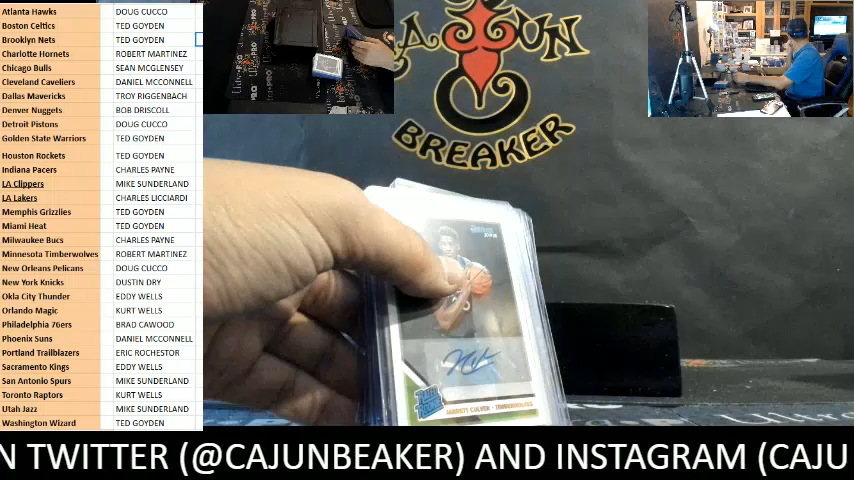 Atlanta Hawks DOUG CUCCO
Boston Celtics TED GOYDEN
Brooklyn Nets TED GOYDEN
Charlotte Hornets ROBERT MARTINEZ
Chicago Bulls SEAN MCGLENSEY
Cleveland Cavaliers DANIEL MCCONNELL
Dallas Mavericks TROY RIGGENBACH
Denver Nuggets BOB DRISCOLL
Detroit Pistons DOUG CUCCO
Golden State Warriors TED GOYDEN
Houston Rockets TED GOYDEN
Indiana Pacers CHARLES PAYNE
LA Clippers MIKE SUNDERLAND
LA Lakers CHARLES LICCIARDI
Memphis Grizzlies TED GOYDEN
Miami Heat TED GOYDEN
Milwaukee Bucs CHARLES PAYNE
Minnesota Timberwolves ROBERT MARTINEZ
New Orleans Pelicans DOUG CUCCO
New York Knicks DUSTIN DRY
Okla City Thunder EDDY WELLS
Orlando Magic KURT WELLS
Philadelphia 76ers BRAD CAWOOD
Phoenix Suns DANIEL MCCONNELL
Portland Trailblazers ERIC ROCHESTOR
Sacramento Kings EDDY WELLS
San Antonio Spurs MIKE SUNDERLAND
Toronto Raptors KURT WELLS
Utah Jazz MIKE SUNDERLAND
Washington Wizard TED GOYDEN
UN
BREAKER
JARRETT CULVER - TIMBERWOLVES
N TWITTER (@CAJUNBEAKER) AND INSTAGRAM (CAJU